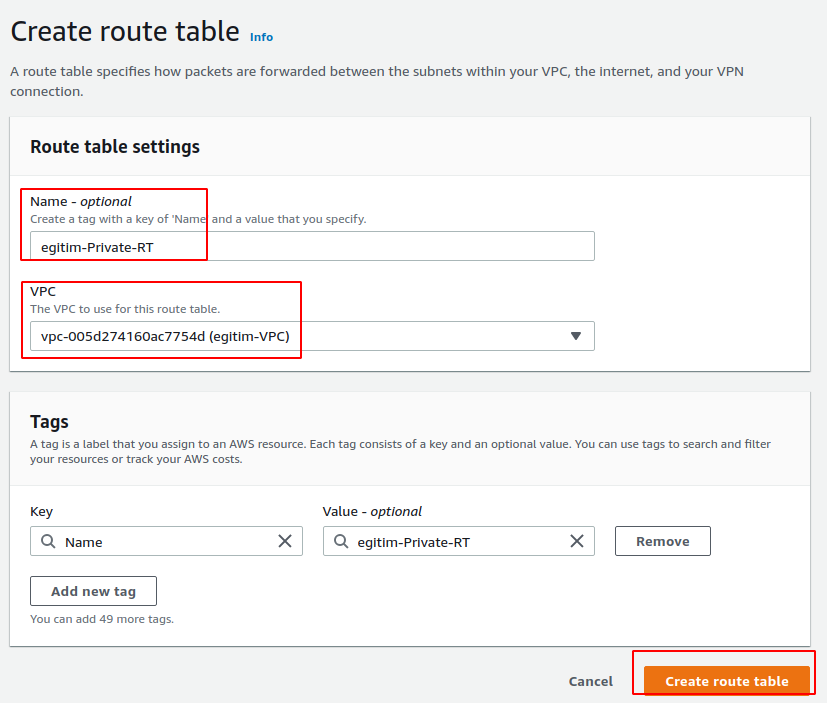 Create route table Info
A route table specifies how packets are forwarded between the subnets within your VPC, the internet, and your VPN
connection.
Route table settings
Name - optional
Create a tag with a key of 'Name' and a value that you specify.
egitim-Private-RT
VPC
The VPC to use for this route table.
vpc-005d274160ac7754d (egitim-VPC)
Tags
A tag is a label that you assign to an AWS resource. Each tag consists of a key and an optional value. You can use tags to search and filter
your resources or track your AWS costs.
Key Value - optional
Name egitim-Private-RT Remove
Add new tag
You can add 49 more tags.
Cancel Create route table